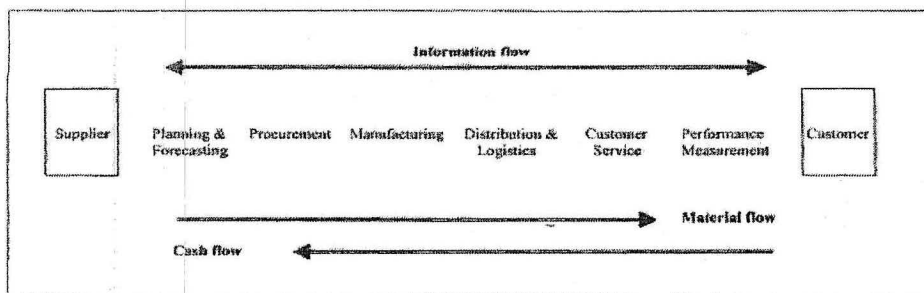 Information flow
Supplier
Planning &
Forecasting
Procurement
Manufacturing
Distribution &
Logistics
Customer
Service
Performance
Measurement
Customer
Material flow
Cash flow